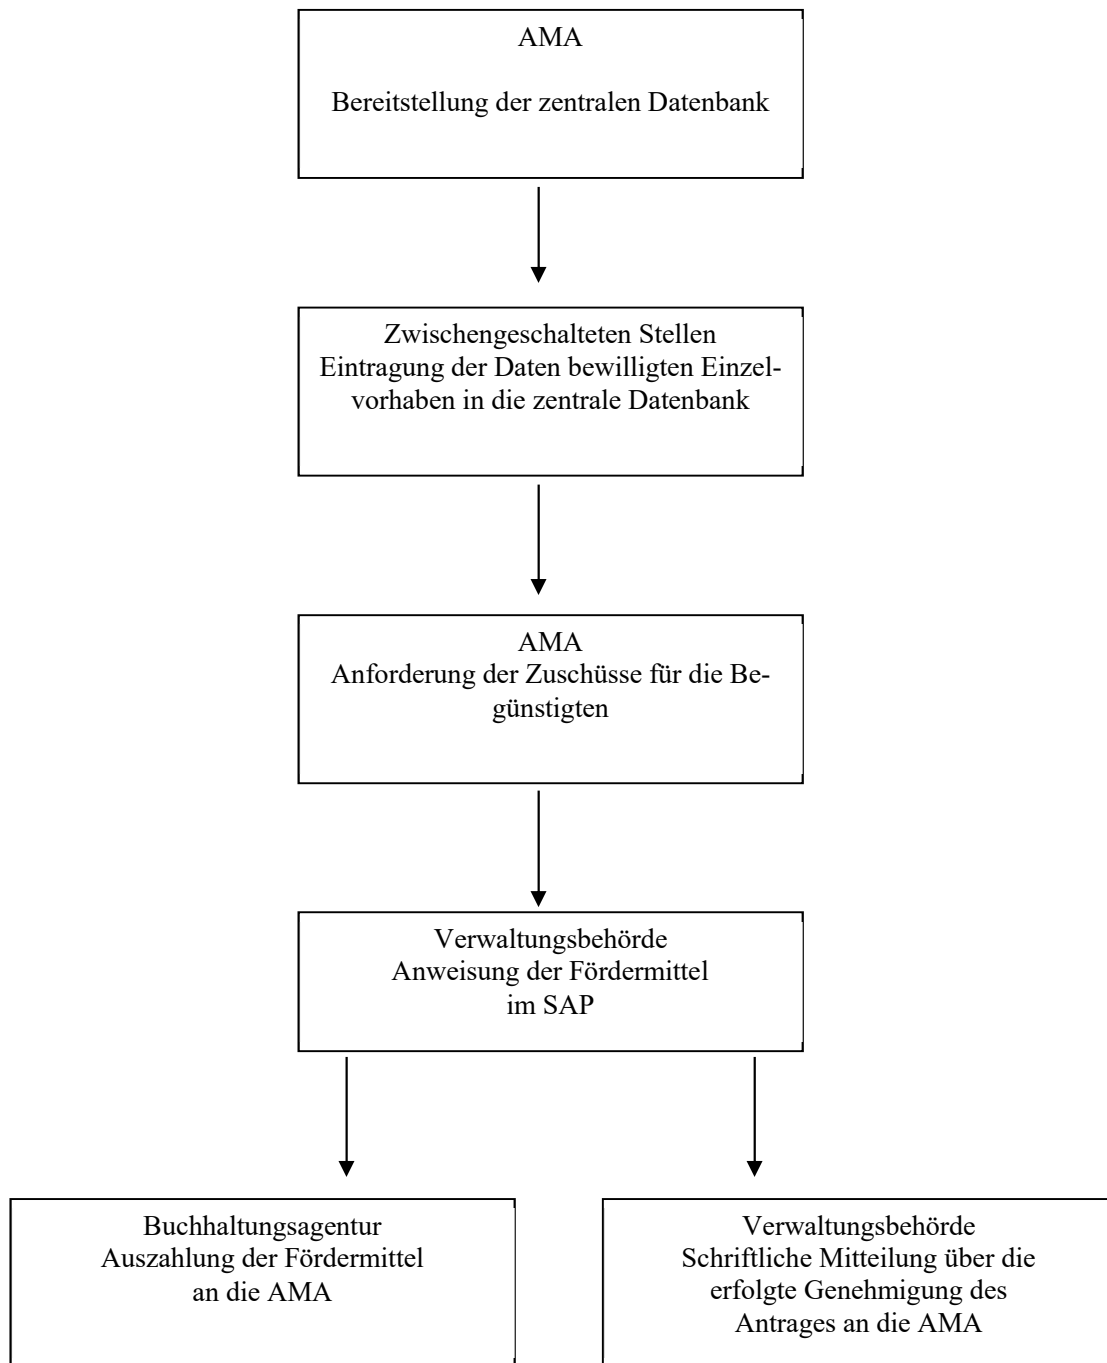 AMA
Bereitstellung der zentralen Datenbank
Zwischengeschalteten Stellen
Eintragung der Daten bewilligten Einzel-
vorhaben in die zentrale Datenbank
AMA
Anforderung der Zuschüsse für die Be-
günstigten
Verwaltungsbehörde
Anweisung der Fördermittel
im SAP
Buchhaltungsagentur
Auszahlung der Fördermittel
an die AMA
Verwaltungsbehörde
Schriftliche Mitteilung über die
erfolgte Genehmigung des
Antrages an die AMA